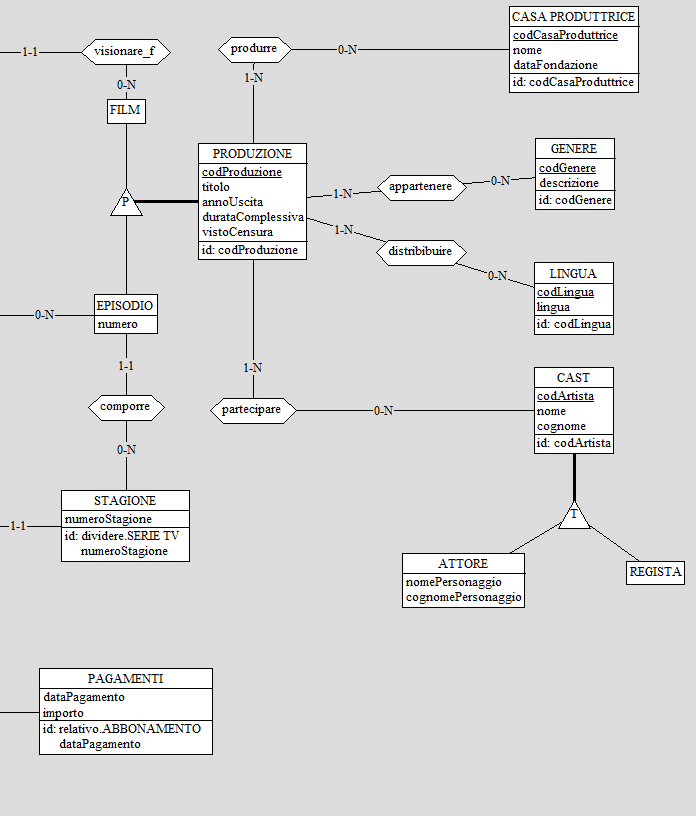 CASA PRODUTTRICE
codCasaProduttrice
nome
dataFondazione
id: codCasaProduttrice
produrre
0-N
1-N
1-1
visionare_f
0-N
FILM
P
PRODUZIONE
codProduzione
titolo
annoUscita
durataComplessiva
vistoCensura
id: codProduzione
1-N
appartenere
0-N
GENERE
codGenere
descrizione
id: codGenere
1-N
distribibuire
0-N
LINGUA
codLingua
lingua
id: codLingua
0-N
EPISODIO
numero
1-1
comporre
0-N
1-N
partecipare
0-N
CAST
codArtista
nome
cognome
id: codArtista
T
ATTORE
nomePersonaggio
cognomePersonaggio
REGISTA
1-1
STAGIONE
numeroStagione
id: dividere.SERIE TV
numeroStagione
PAGAMENTI
dataPagamento
importo
id: relativo.ABBONAMENTO
dataPagamento